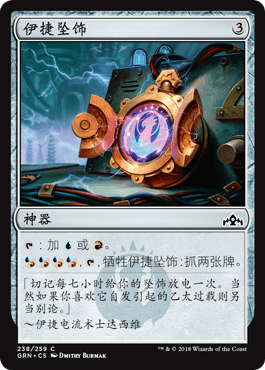 伊捷坠饰 3
神器
：加或。
，，牺牲伊捷坠饰：抓两张牌。
「切记每七小时给你的坠饰放电一次。当
然如果你喜欢它自发引起的乙太过载则另
当别论。」
～伊捷电流术士达西维
238/259 C
GRN • CS DMITRY BURMAK
™ & © 2018 Wizards of the Coast